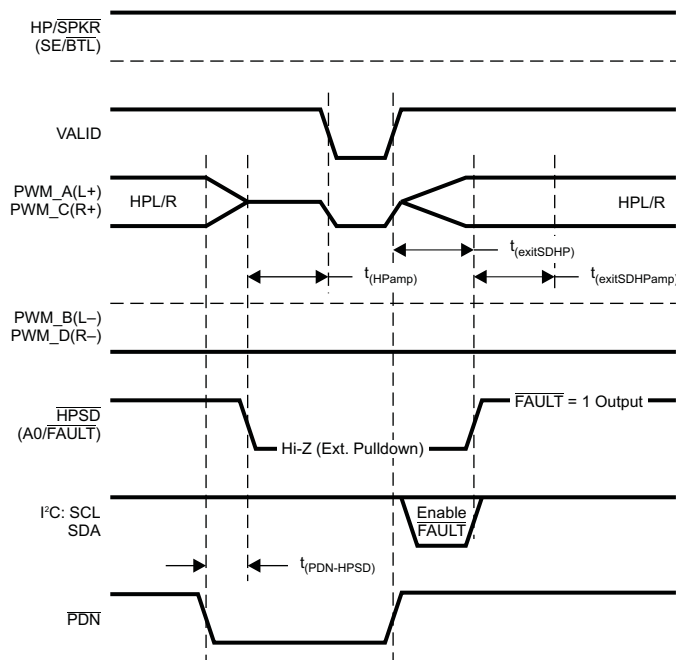 HP/SPKR
(SE/BTL)
VALID
PWM_A(L+)
PWM_C(R+)
HPL/R
HPL/R
t(exitSDHP)
t(HPamp)
t(exitSDHPamp)
PWM_B(L–)
PWM_D(R–)
HPSD
(A0/FAULT)
FAULT = 1 Output
Hi-Z (Ext. Pulldown)
I²C: SCL
SDA
Enable
FAULT
t(PDN-HPSD)
PDN